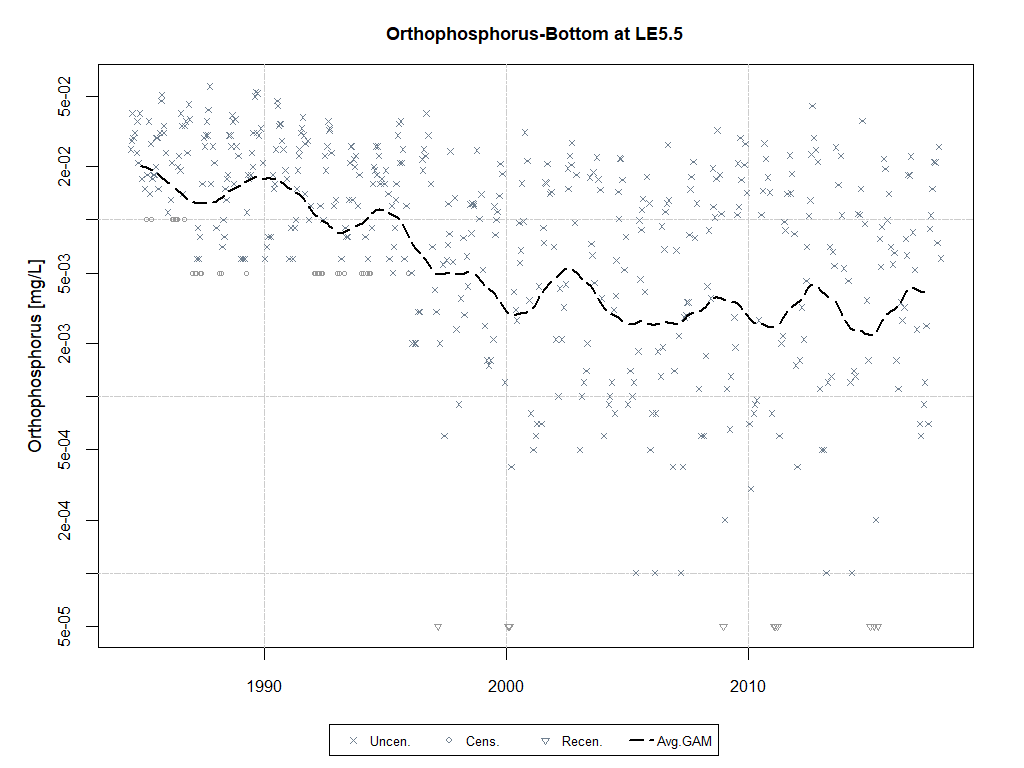 Orthophosphorus-Bottom at LE5.5
Orthophosphorus [mg/L]
5e-02
2e-02
5e-03
2e-03
5e-04
2e-04
5e-05
1990 2000 2010
Uncen. Cens. Recen. Avg.GAM